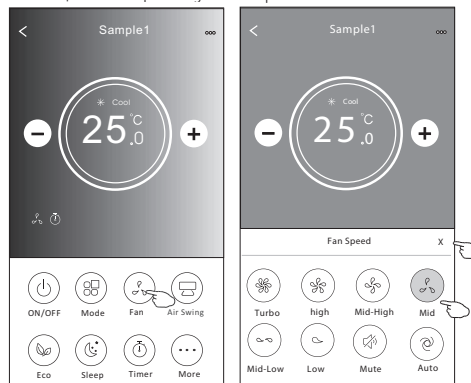 Sample1
Cool
25.0°C
ON/OFF Mode Fan Air Swing
Eco Sleep Timer More
Sample1
Cool
25.0°C
Fan Speed X
Turbo high Mid-High Mid
Mid-Low Low Mute Auto